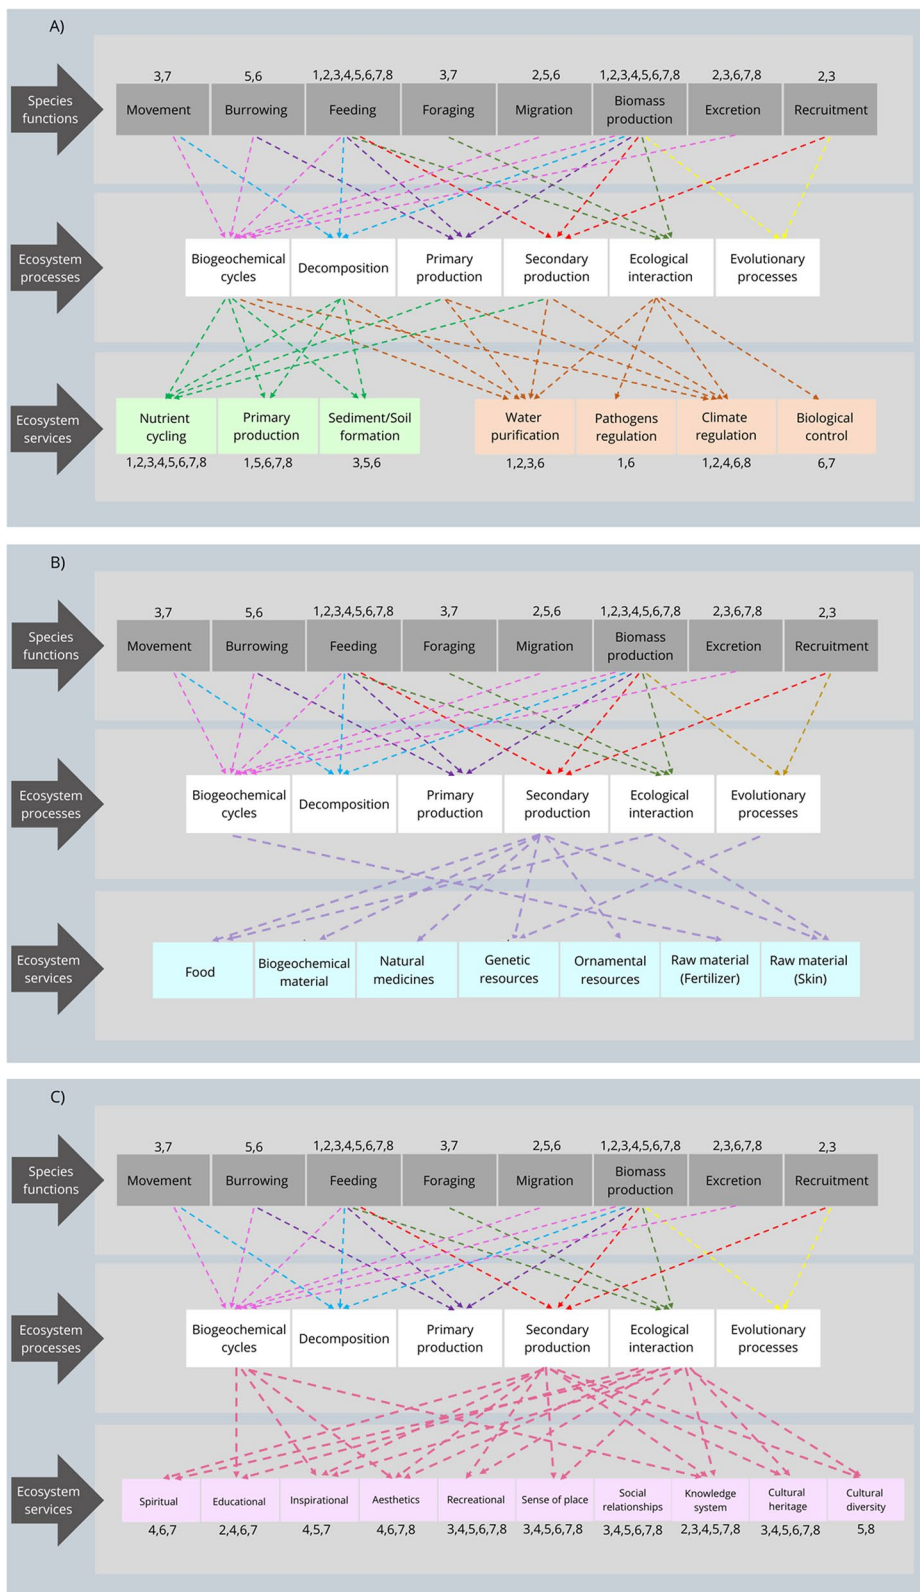 A)
3,7 5,6 1,2,3,4,5,6,7,8 3,7 2,5,6 1,2,3,4,5,6,7,8 2,3,6,7,8 2,3
Species
functions
Movement Burrowing Feeding Foraging Migration Biomass
production Excretion Recruitment
Ecosystem
processes
Biogeochemical
cycles
Decomposition
Primary
production
Secondary
production
Ecological
interaction
Evolutionary
processes
Ecosystem
services
Nutrient
cycling
Primary
production
Sediment/Soil
formation
Water
purification
Pathogens
regulation
Climate
regulation
Biological
control
1,2,3,4,5,6,7,8 1,5,6,7,8 3,5,6 1,2,3,6 1,6 1,2,4,6,8 6,7
B)
3,7 5,6 1,2,3,4,5,6,7,8 3,7 2,5,6 1,2,3,4,5,6,7,8 2,3,6,7,8 2,3
Species
functions
Movement Burrowing Feeding Foraging Migration Biomass
production Excretion Recruitment
Ecosystem
processes
Biogeochemical
cycles
Decomposition
Primary
production
Secondary
production
Ecological
interaction
Evolutionary
processes
Ecosystem
services
Food
Biogeochemical
material
Natural
medicines
Genetic
resources
Ornamental
resources
Raw material
(Fertilizer)
Raw material
(Skin)
C)
3,7 5,6 1,2,3,4,5,6,7,8 3,7 2,5,6 1,2,3,4,5,6,7,8 2,3,6,7,8 2,3
Species
functions
Movement Burrowing Feeding Foraging Migration Biomass
production Excretion Recruitment
Ecosystem
processes
Biogeochemical
cycles
Decomposition
Primary
production
Secondary
production
Ecological
interaction
Evolutionary
processes
Ecosystem
services
Spiritual
Educational
Inspirational
Aesthetics
Recreational
Sense of place
Social
relationships
Knowledge
system
Cultural
heritage
Cultural
diversity
4,6,7 2,4,6,7 4,5,7 4,6,7,8 3,4,5,6,7,8 3,4,5,6,7,8 3,4,5,6,7,8 2,3,4,5,7,8 3,4,5,6,7,8 5,8